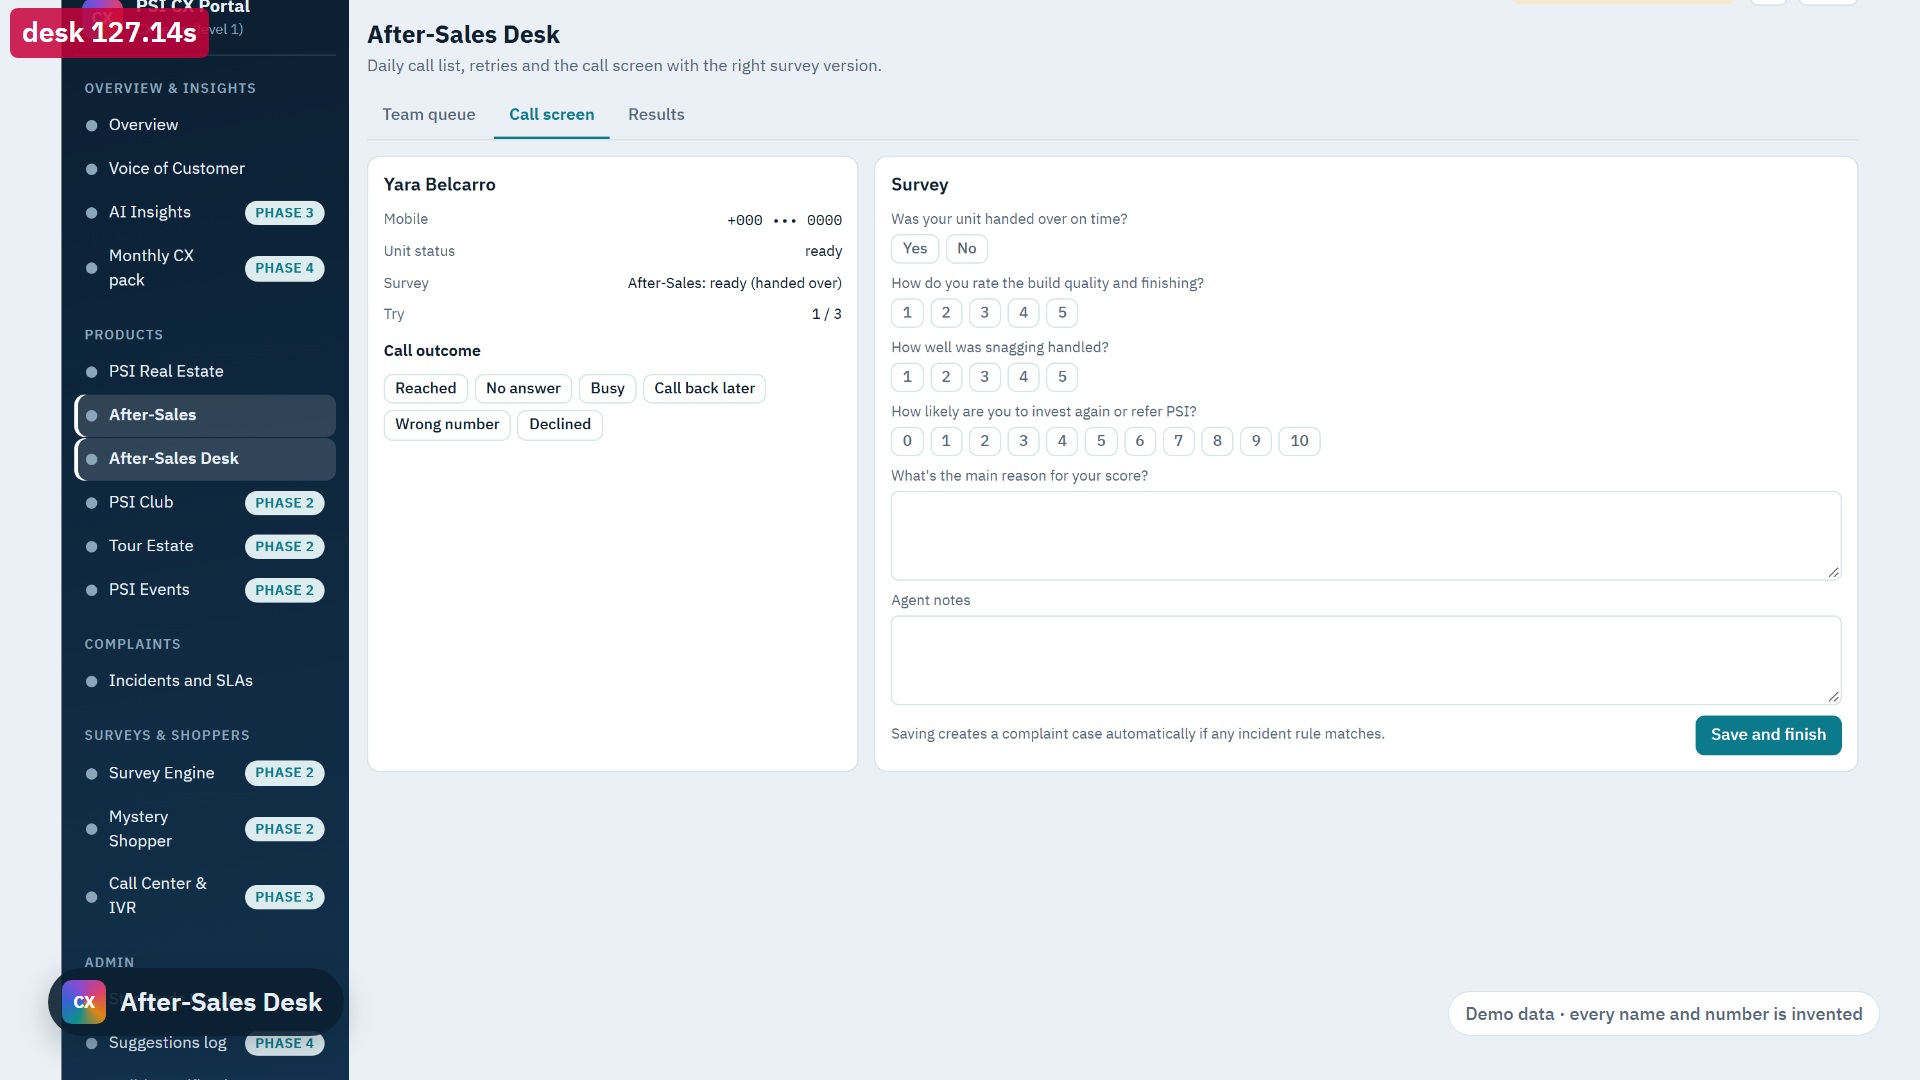 PSI CX Portal
desk 127.14s
evel 1)
OVERVIEW & INSIGHTS
Overview
Voice of Customer
AI Insights PHASE 3
Monthly CX
pack
PHASE 4
PRODUCTS
PSI Real Estate
After-Sales
After-Sales Desk
PSI Club PHASE 2
Tour Estate PHASE 2
PSI Events PHASE 2
COMPLAINTS
Incidents and SLAs
SURVEYS & SHOPPERS
Survey Engine PHASE 2
Mystery
Shopper
PHASE 2
Call Center &
IVR
PHASE 3
ADMIN
CX After-Sales Desk
Suggestions log PHASE 4
After-Sales Desk
Daily call list, retries and the call screen with the right survey version.
Team queue Call screen Results
Yara Belcarro
Mobile +000 ••• 0000
Unit status ready
Survey After-Sales: ready (handed over)
Try 1 / 3
Call outcome
Reached No answer Busy Call back later
Wrong number Declined
Survey
Was your unit handed over on time?
Yes No
How do you rate the build quality and finishing?
1 2 3 4 5
How well was snagging handled?
1 2 3 4 5
How likely are you to invest again or refer PSI?
0 1 2 3 4 5 6 7 8 9 10
What's the main reason for your score?
Agent notes
Saving creates a complaint case automatically if any incident rule matches.
Save and finish
Demo data · every name and number is invented